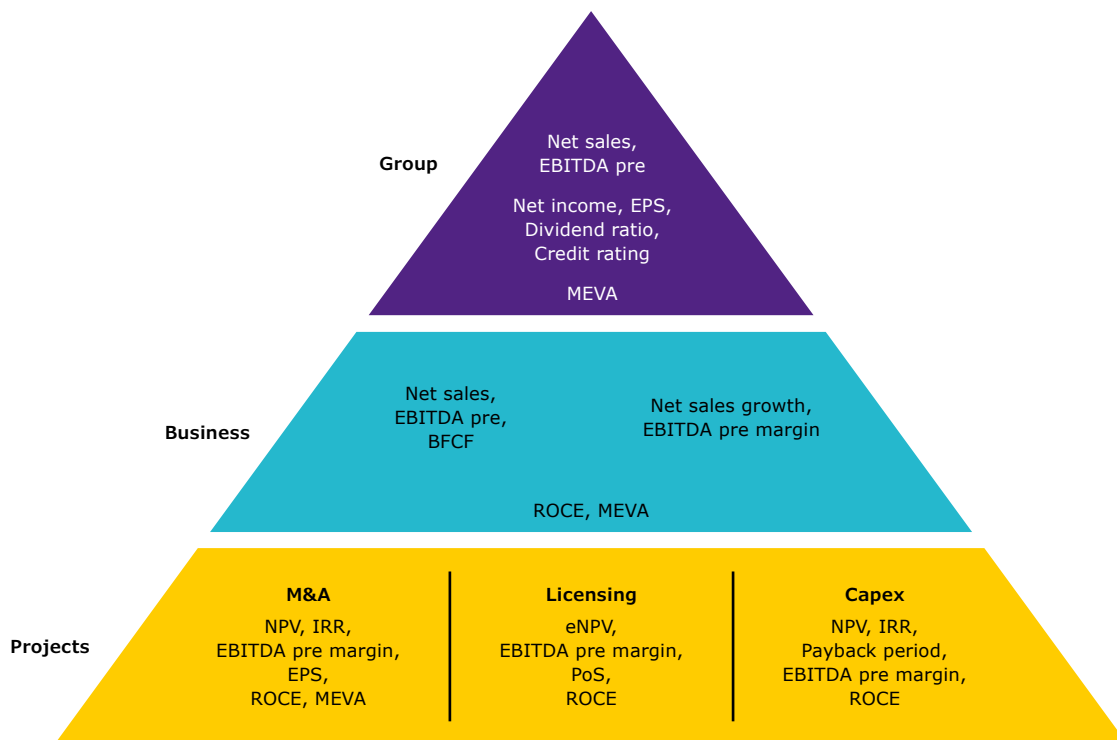 Group
Net sales,
EBITDA pre
Net income, EPS,
Dividend ratio,
Credit rating
MEVA
Business
Net sales,
EBITDA pre,
BFCF
Net sales growth,
EBITDA pre margin
ROCE, MEVA
Projects
M&A
NPV, IRR,
EBITDA pre margin,
EPS,
ROCE, MEVA
Licensing
eNPV,
EBITDA pre margin,
PoS,
ROCE
Capex
NPV, IRR,
Payback period,
EBITDA pre margin,
ROCE